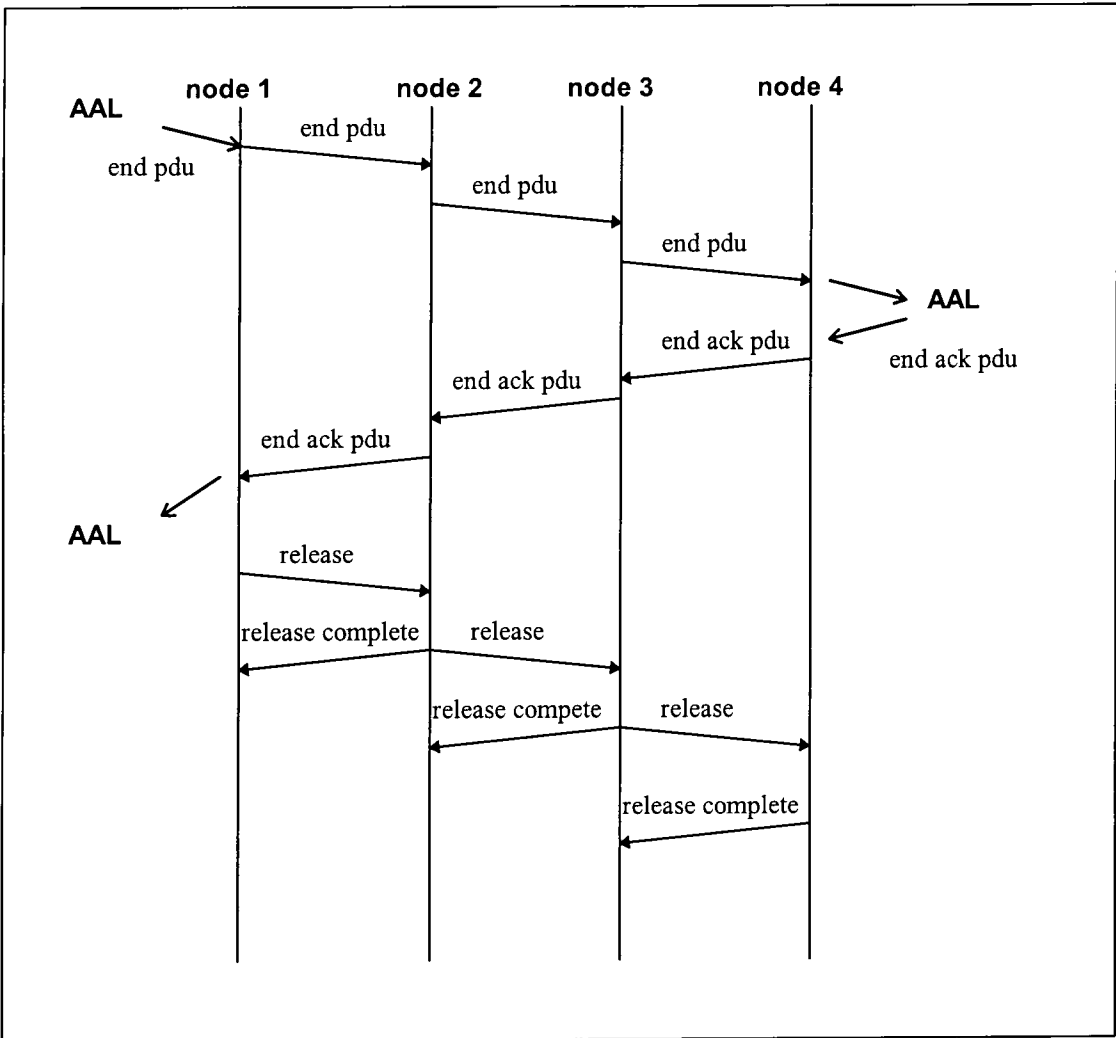 node 1
node 2
node 3
node 4
AAL
end pdu
end pdu
end pdu
end pdu
AAL
end ack pdu
end ack pdu
end ack pdu
end ack pdu
AAL
release
release complete
release
release compete
release
release complete